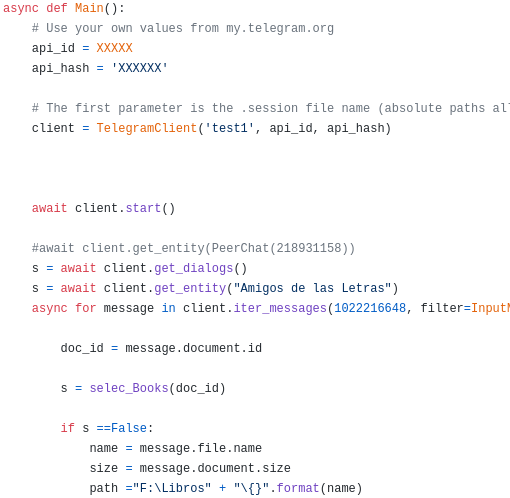 async def Main():
    # Use your own values from my.telegram.org
    api_id = XXXXX
    api_hash = 'XXXXXX'
    # The first parameter is the .session file name (absolute paths
    client = TelegramClient('test1', api_id, api_hash)
    await client.start()
    #await client.get_entity(PeerChat(218931158))
    s = await client.get_dialogs()
    s = await client.get_entity("Amigos de las Letras")
    async for message in client.iter_messages(1022216648, filter=
        doc_id = message.document.id
        s = selec_Books(doc_id)
        if s ==False:
            name = message.file.name
            size = message.document.size
            path ="F:\Libros" + "\{}".format(name)